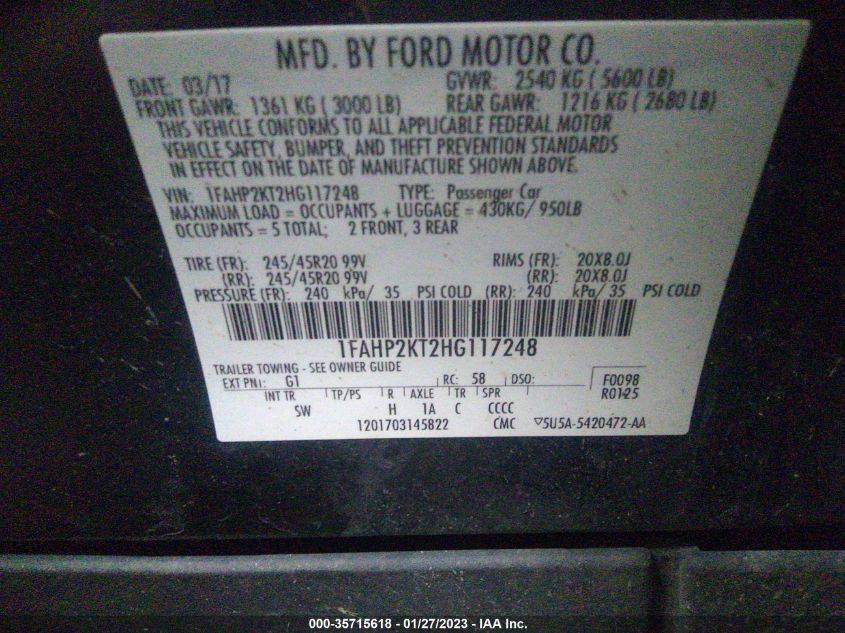 MFD. BY FORD MOTOR CO.
DATE: 03/17 GVWR: 2540 KG ( 5600 LB)
FRONT GAWR: 1361 KG ( 3000 LB) REAR GAWR: 1216 KG ( 2680 LB)
THIS VEHICLE CONFORMS TO ALL APPLICABLE FEDERAL MOTOR
VEHICLE SAFETY, BUMPER, AND THEFT PREVENTION STANDARDS
IN EFFECT ON THE DATE OF MANUFACTURE SHOWN ABOVE.
VIN: 1FAHP2KT2HG117248 TYPE: Passenger Car
MAXIMUM LOAD = OCCUPANTS + LUGGAGE = 430KG/ 950LB
OCCUPANTS = 5 TOTAL; 2 FRONT, 3 REAR
TIRE (FR): 245/45R20 99V RIMS (FR): 20X8.0J
(RR): 245/45R20 99V (RR): 20X8.0J
PRESSURE (FR): 240 kPa/ 35 PSI COLD (RR): 240 kPa/ 35 PSI COLD
1FAHP2KT2HG117248
TRAILER TOWING - SEE OWNER GUIDE
EXT PNT: G1 RC: 58 DSO: F0098
INT TR TP/PS R AXLE TR SPR R0125
SW H 1A C CCCC
1201703145822 CMC ▽5U5A-5420472-AA
000-35715618 - 01/27/2023 - IAA Inc.